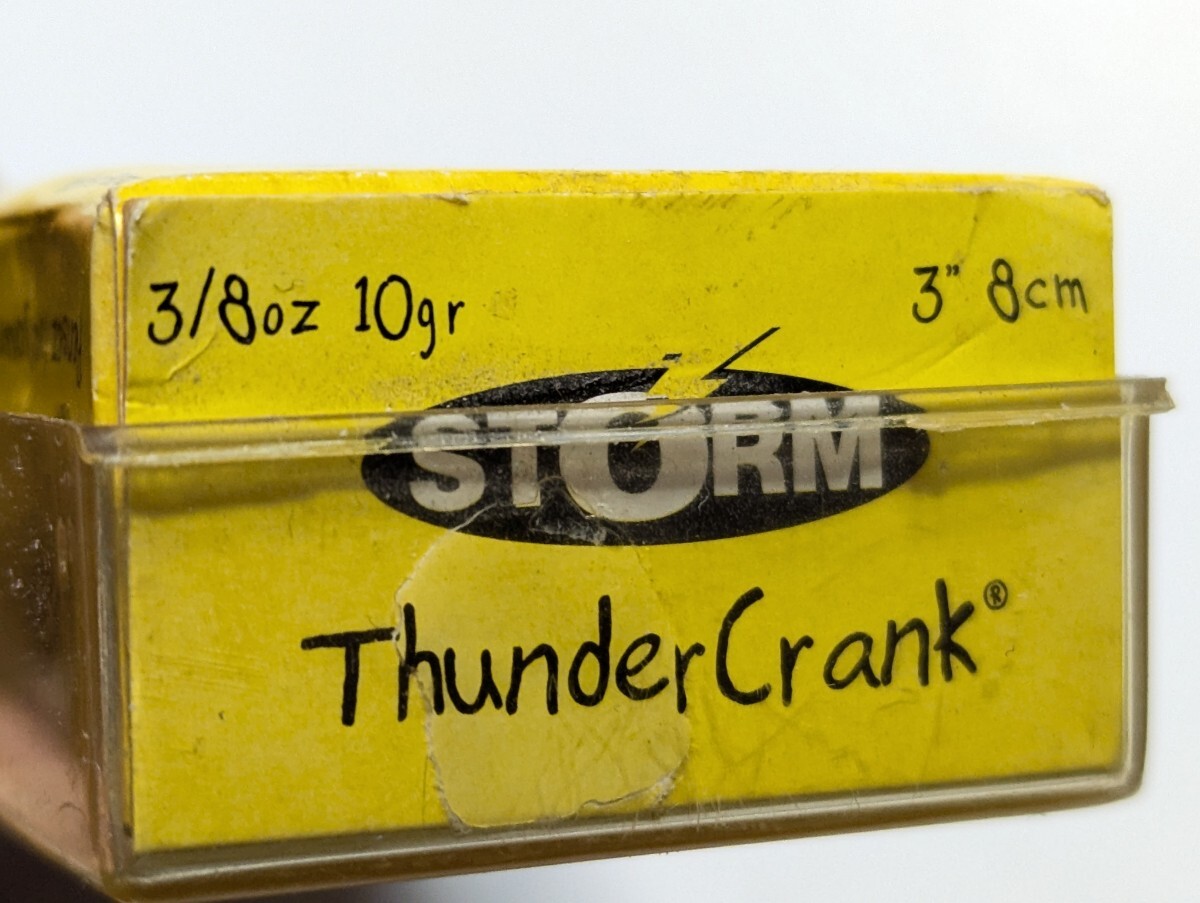 3/8oz 10gr 3" 8cm
STORM
ThunderCrank®